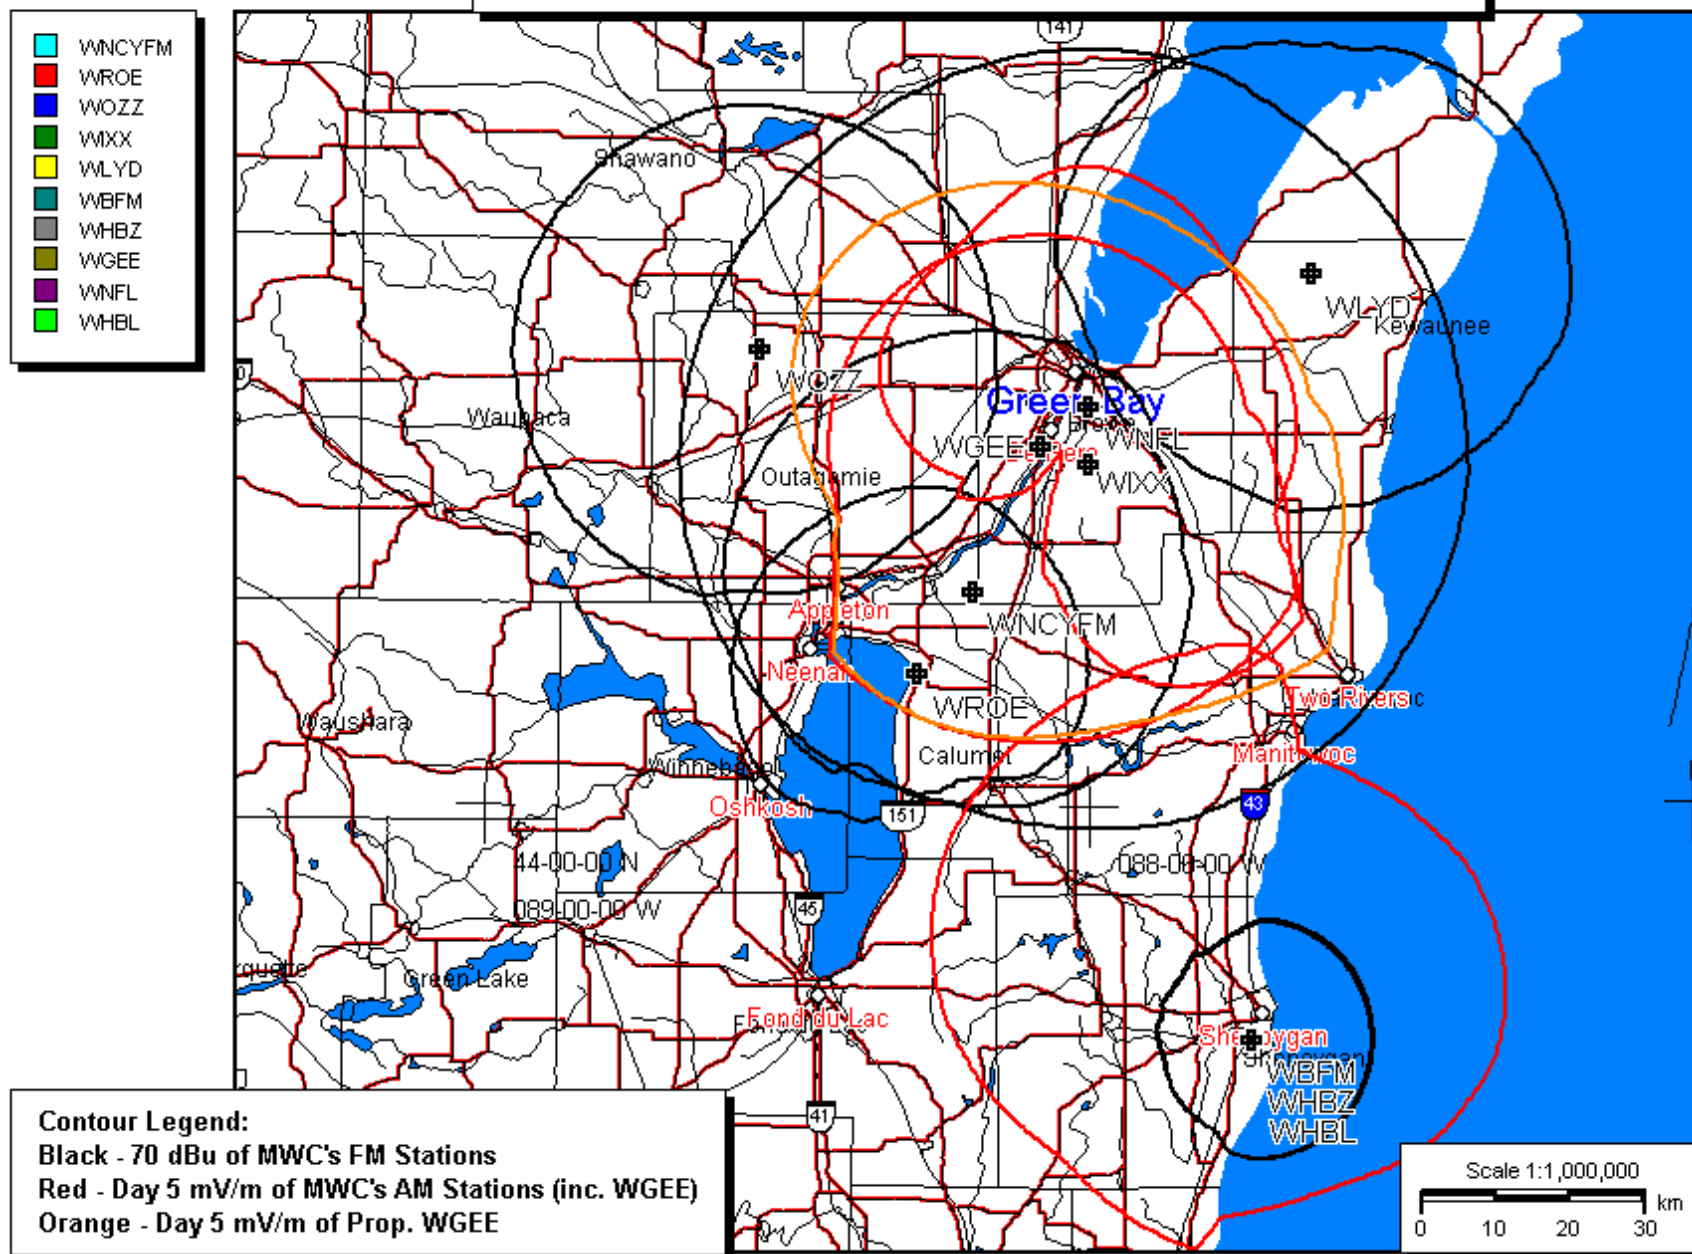 WNCYFM
WROE
WOZZ
WIXX
WLYD
WBFM
WHBZ
WGEE
WNFL
WHBL
141
Shawano
WLYD
Kewaunee
WOZZ
Green Bay
Waupaca
WGEE
WNFL
Outagamie
WIXX
Appleton
WNCYFM
Neenah
WROE
Two Rivers
Waushara
Calumet
Manitowoc
Winnebago
Oshkosh
151
43
44-00-00 N
088-00-00 W
089-00-00 W
45
Green Lake
Fond du Lac
Sheboygan
Sheboygan
WBFM
WHBZ
WHBL
41
Contour Legend:
Black - 70 dBu of MWC's FM Stations
Red - Day 5 mV/m of MWC's AM Stations (inc. WGEE)
Orange - Day 5 mV/m of Prop. WGEE
Scale 1:1,000,000
km
0 10 20 30